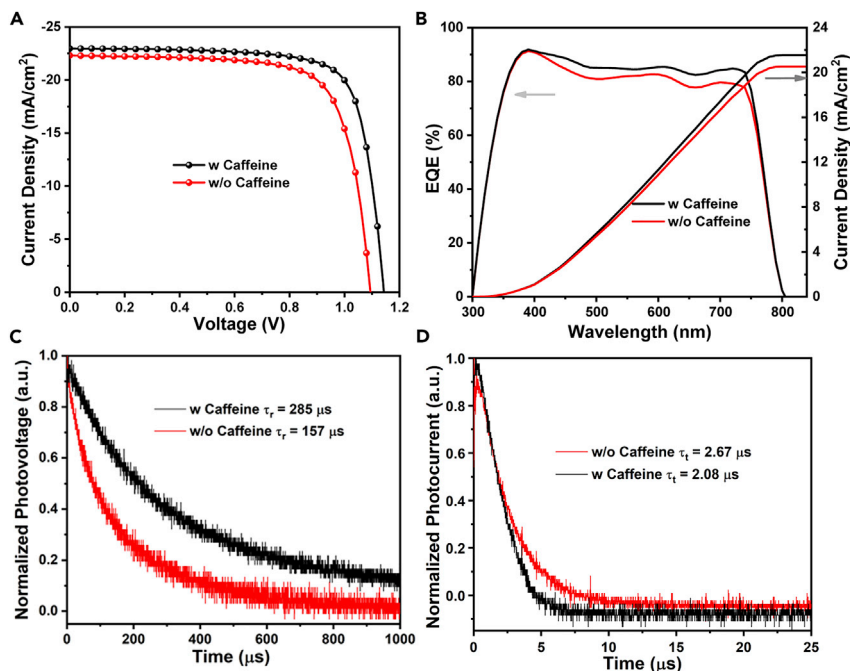 A
Current Density (mA/cm²)
-25
-20
-15
-10
-5
0
w Caffeine
w/o Caffeine
0.0 0.2 0.4 0.6 0.8 1.0 1.2
Voltage (V)
B
EQE (%)
100
80
60
40
20
0
w Caffeine
w/o Caffeine
24
20
16
12
8
4
0
Current Density (mA/cm²)
300 400 500 600 700 800
Wavelength (nm)
C
Normalized Photovoltage (a.u.)
1.0
0.8
0.6
0.4
0.2
0.0
w Caffeine τr = 285 μs
w/o Caffeine τr = 157 μs
0 200 400 600 800 1000
Time (μs)
D
Normalized Photocurrent (a.u.)
1.0
0.8
0.6
0.4
0.2
0.0
w/o Caffeine τt = 2.67 μs
w Caffeine τt = 2.08 μs
0 5 10 15 20 25
Time (μs)